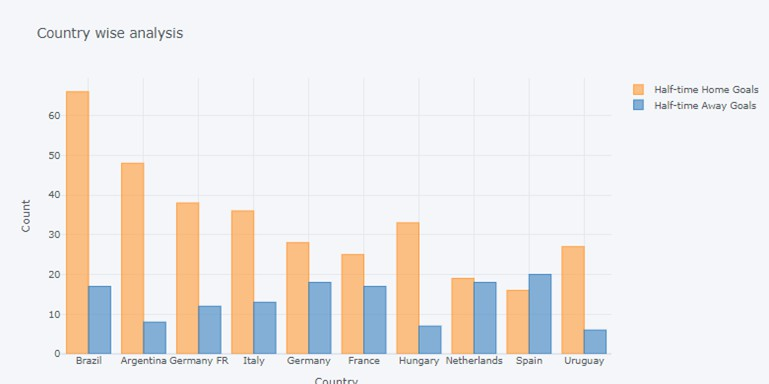 Country wise analysis
Half-time Home Goals
Half-time Away Goals
Count
60
50
40
30
20
10
0
Brazil Argentina Germany FR Italy Germany France Hungary Netherlands Spain Uruguay
Country